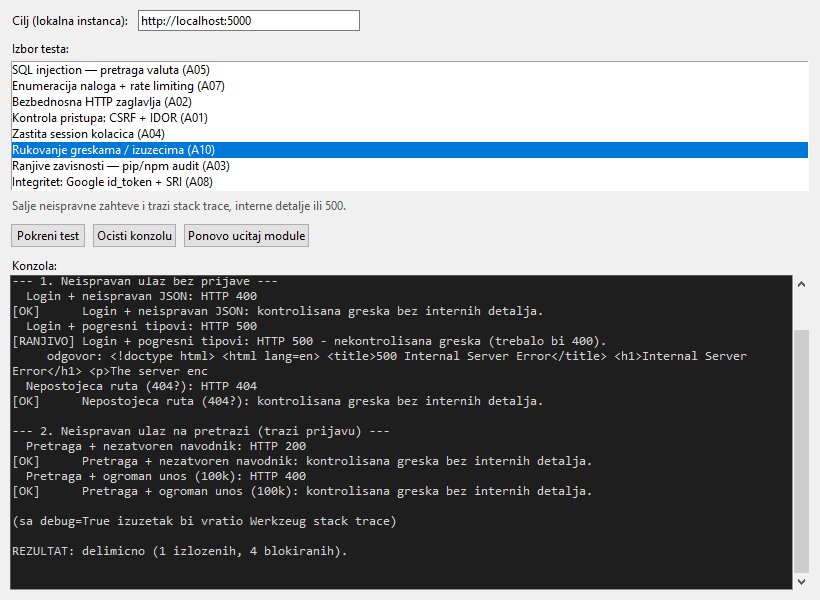 Cilj (lokalna instanca): http://localhost:5000
Izbor testa:
SQL injection — pretraga valuta (A05)
Enumeracija naloga + rate limiting (A07)
Bezbednosna HTTP zaglavlja (A02)
Kontrola pristupa: CSRF + IDOR (A01)
Zastita session kolacica (A04)
Rukovanje greskama / izuzecima (A10)
Ranjive zavisnosti — pip/npm audit (A03)
Integritet: Google id_token + SRI (A08)
Salje neispravne zahteve i trazi stack trace, interne detalje ili 500.
Pokreni test Ocisti konzolu Ponovo ucitaj module
Konzola:
--- 1. Neispravan ulaz bez prijave ---
Login + neispravan JSON: HTTP 400
[OK] Login + neispravan JSON: kontrolisana greska bez internih detalja.
Login + pogresni tipovi: HTTP 500
[RANJIVO] Login + pogresni tipovi: HTTP 500 - nekontrolisana greska (trebalo bi 400).
odgovor: <!doctype html> <html lang=en> <title>500 Internal Server Error</title> <h1>Internal Server
Error</h1> <p>The server enc
Nepostojeca ruta (404?): HTTP 404
[OK] Nepostojeca ruta (404?): kontrolisana greska bez internih detalja.
--- 2. Neispravan ulaz na pretrazi (trazi prijavu) ---
Pretraga + nezatvoren navodnik: HTTP 200
[OK] Pretraga + nezatvoren navodnik: kontrolisana greska bez internih detalja.
Pretraga + ogroman unos (100k): HTTP 400
[OK] Pretraga + ogroman unos (100k): kontrolisana greska bez internih detalja.
(sa debug=True izuzetak bi vratio Werkzeug stack trace)
REZULTAT: delimicno (1 izlozenih, 4 blokiranih).